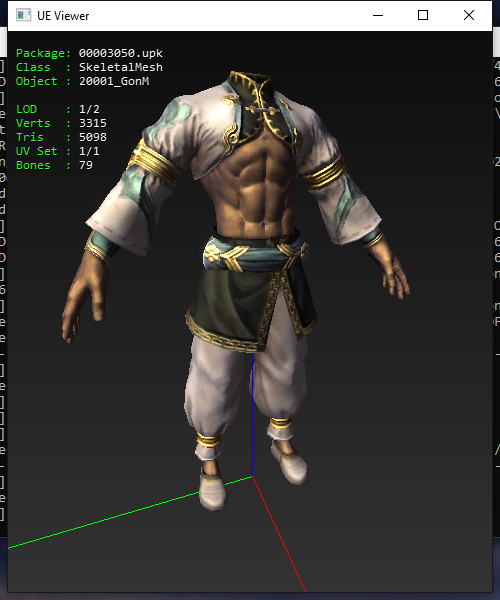 UE Viewer
Package: 00003050.upk
Class : SkeletalMesh
Object : 20001_GonM
LOD : 1/2
Verts : 3315
Tris : 5098
UV Set : 1/1
Bones : 79